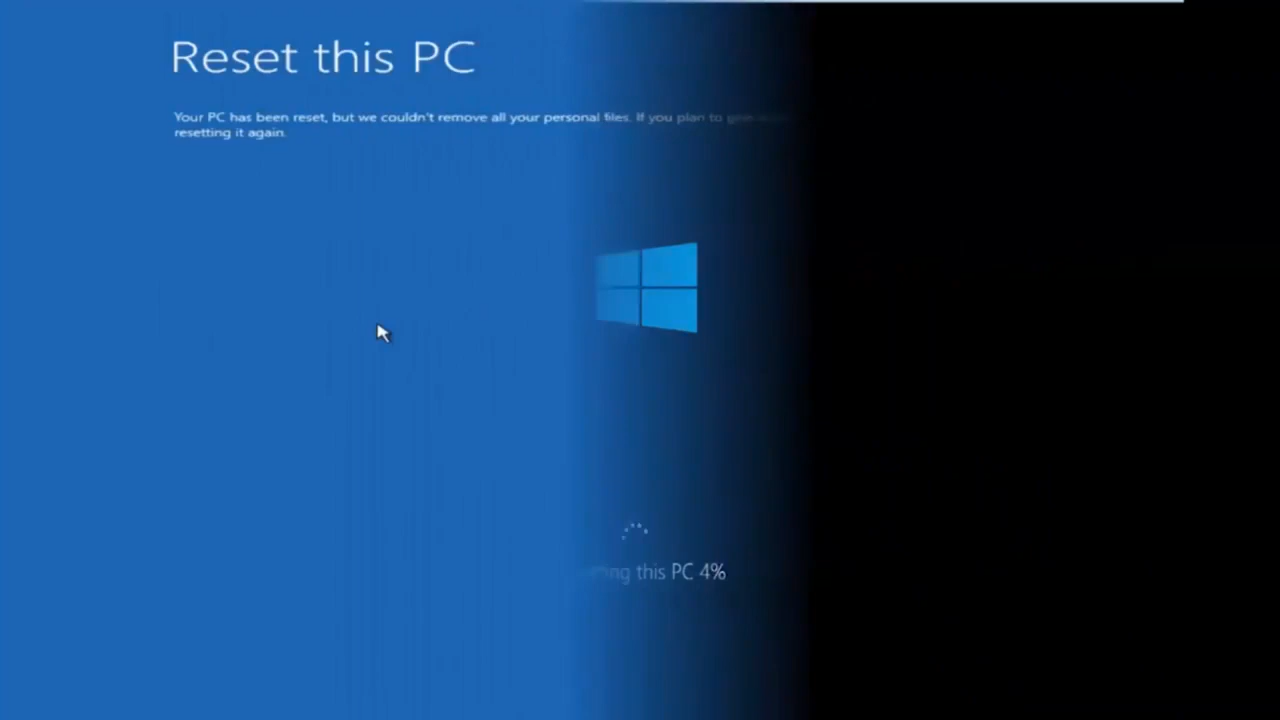 Reset this PC
Your PC has been reset, but we couldn't remove all your personal files. If you plan to
resetting it again.
this PC 4%